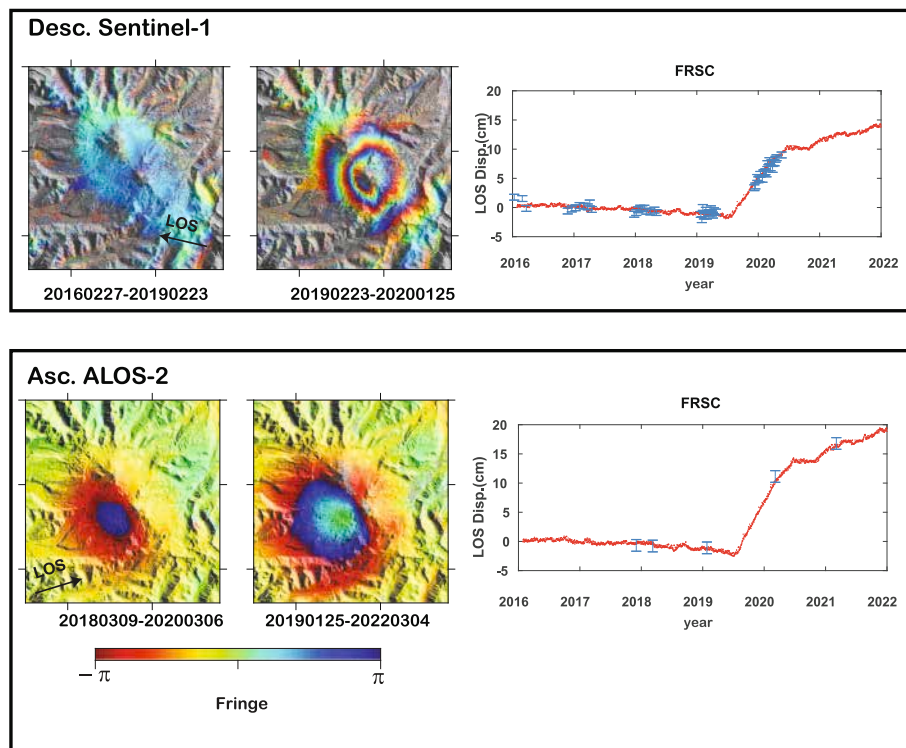 Desc. Sentinel-1
LOS
20160227-20190223
20190223-20200125
FRSC
20
15
10
5
0
-5
LOS Disp.(cm)
2016 2017 2018 2019 2020 2021 2022
year
Asc. ALOS-2
LOS
20180309-20200306
20190125-20220304
FRSC
20
15
10
5
0
-5
LOS Disp.(cm)
2016 2017 2018 2019 2020 2021 2022
year
−π π
Fringe